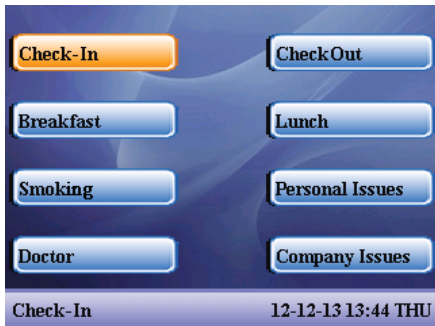 Check-In
CheckOut
Breakfast
Lunch
Smoking
Personal Issues
Doctor
Company Issues
Check-In
12-12-13 13:44 THU